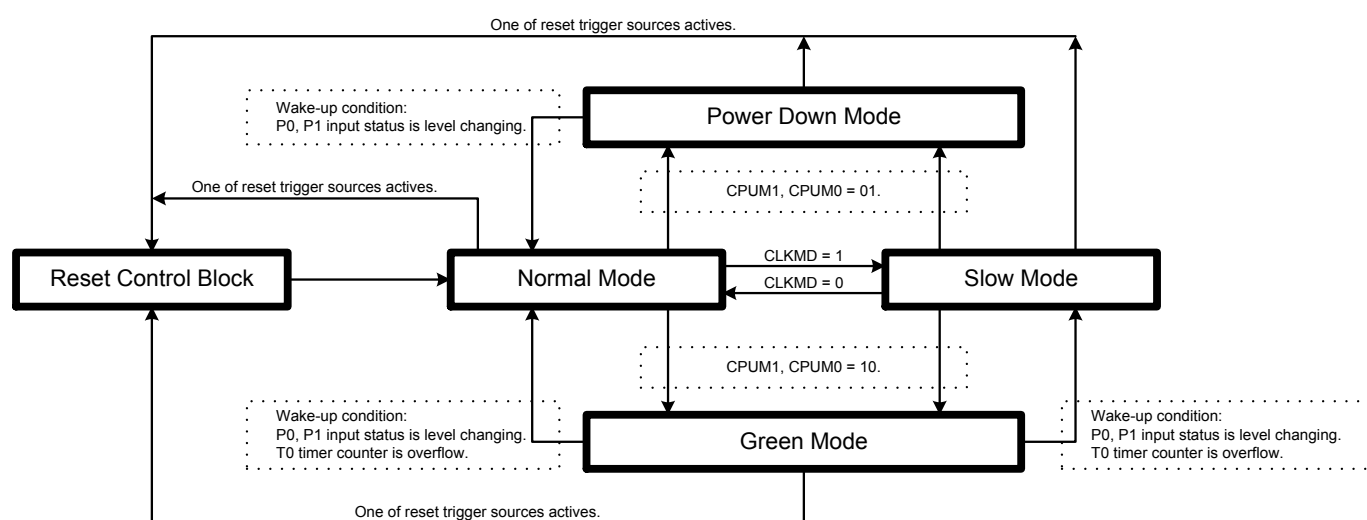 One of reset trigger sources actives.
Wake-up condition:
P0, P1 input status is level changing.
Power Down Mode
One of reset trigger sources actives.
CPUM1, CPUM0 = 01.
Reset Control Block
Normal Mode
CLKMD = 1
CLKMD = 0
Slow Mode
CPUM1, CPUM0 = 10.
Wake-up condition:
P0, P1 input status is level changing.
T0 timer counter is overflow.
Green Mode
Wake-up condition:
P0, P1 input status is level changing.
T0 timer counter is overflow.
One of reset trigger sources actives.